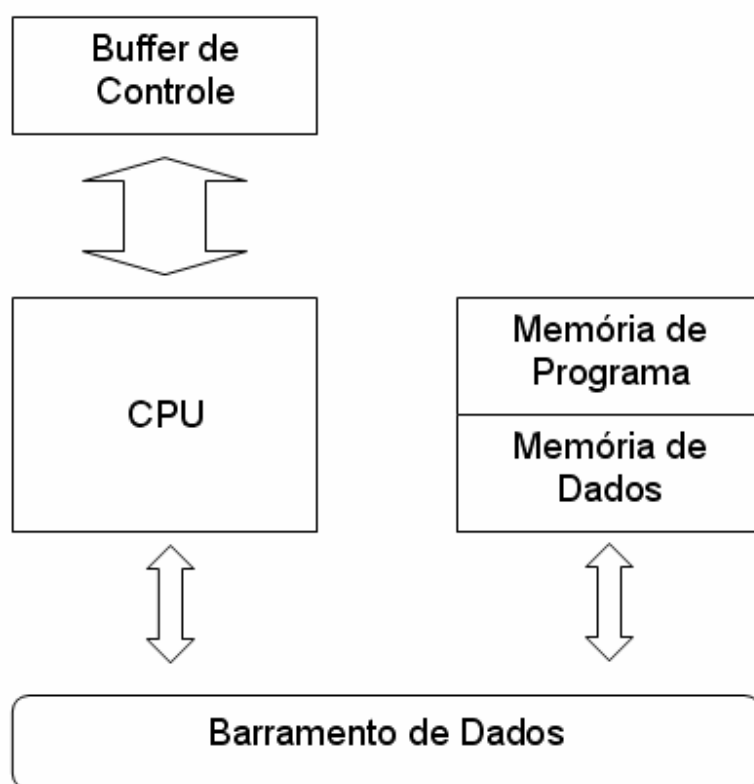 Buffer de
Controle
CPU
Memória de
Programa
Memória de
Dados
Barramento de Dados